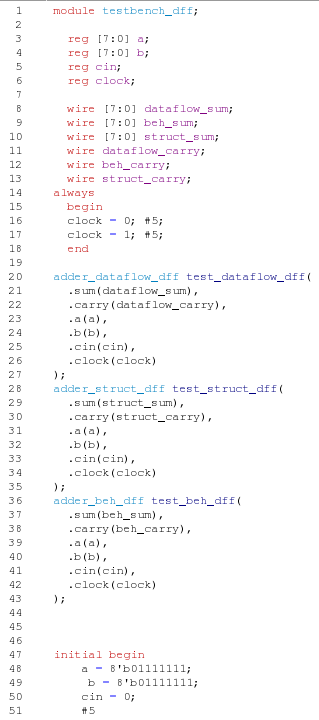 1 module testbench_dff;
2
3 reg [7:0] a;
4 reg [7:0] b;
5 reg cin;
6 reg clock;
7
8 wire [7:0] dataflow_sum;
9 wire [7:0] beh_sum;
10 wire [7:0] struct_sum;
11 wire dataflow_carry;
12 wire beh_carry;
13 wire struct_carry;
14 always
15 begin
16 clock = 0; #5;
17 clock = 1; #5;
18 end
19
20 adder_dataflow_dff test_dataflow_dff(
21 .sum(dataflow_sum),
22 .carry(dataflow_carry),
23 .a(a),
24 .b(b),
25 .cin(cin),
26 .clock(clock)
27 );
28 adder_struct_dff test_struct_dff(
29 .sum(struct_sum),
30 .carry(struct_carry),
31 .a(a),
32 .b(b),
33 .cin(cin),
34 .clock(clock)
35 );
36 adder_beh_dff test_beh_dff(
37 .sum(beh_sum),
38 .carry(beh_carry),
39 .a(a),
40 .b(b),
41 .cin(cin),
42 .clock(clock)
43 );
44
45
46
47 initial begin
48 a = 8'b01111111;
49 b = 8'b01111111;
50 cin = 0;
51 #5